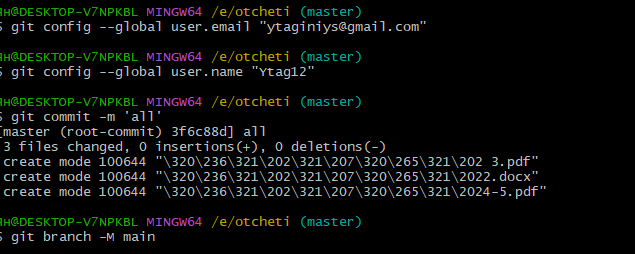 Ян@DESKTOP-V7NPKBL MINGW64 /e/otcheti (master)
$ git config --global user.email "ytaginiys@gmail.com"
Ян@DESKTOP-V7NPKBL MINGW64 /e/otcheti (master)
$ git config --global user.name "Ytag12"
Ян@DESKTOP-V7NPKBL MINGW64 /e/otcheti (master)
$ git commit -m 'all'
[master (root-commit) 3f6c88d] all
3 files changed, 0 insertions(+), 0 deletions(-)
create mode 100644 "\320\236\321\202\321\207\320\265\321\202 3.pdf"
create mode 100644 "\320\236\321\202\321\207\320\265\321\2022.docx"
create mode 100644 "\320\236\321\202\321\207\320\265\321\2024-5.pdf"
Ян@DESKTOP-V7NPKBL MINGW64 /e/otcheti (master)
$ git branch -M main